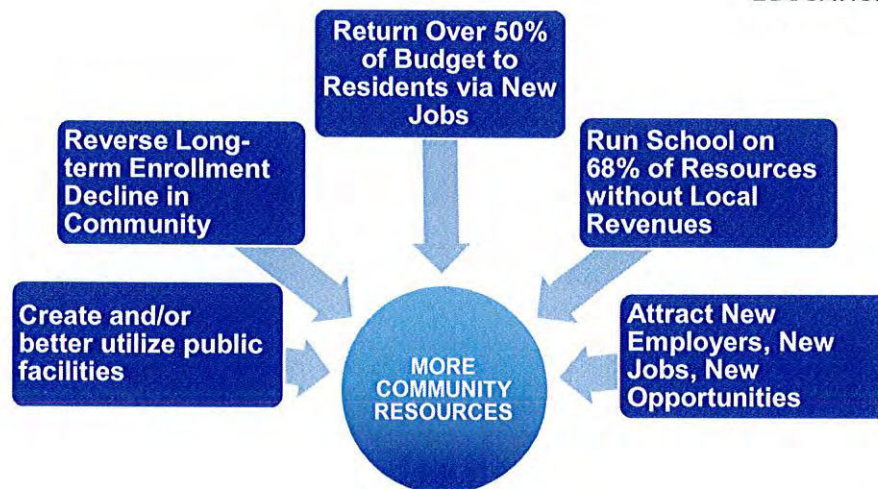 Return Over 50%
of Budget to
Residents via New
Jobs
Reverse Long-
term Enrollment
Decline in
Community
Run School on
68% of Resources
without Local
Revenues
Create and/or
better utilize public
facilities
MORE
COMMUNITY
RESOURCES
Attract New
Employers, New
Jobs, New
Opportunities